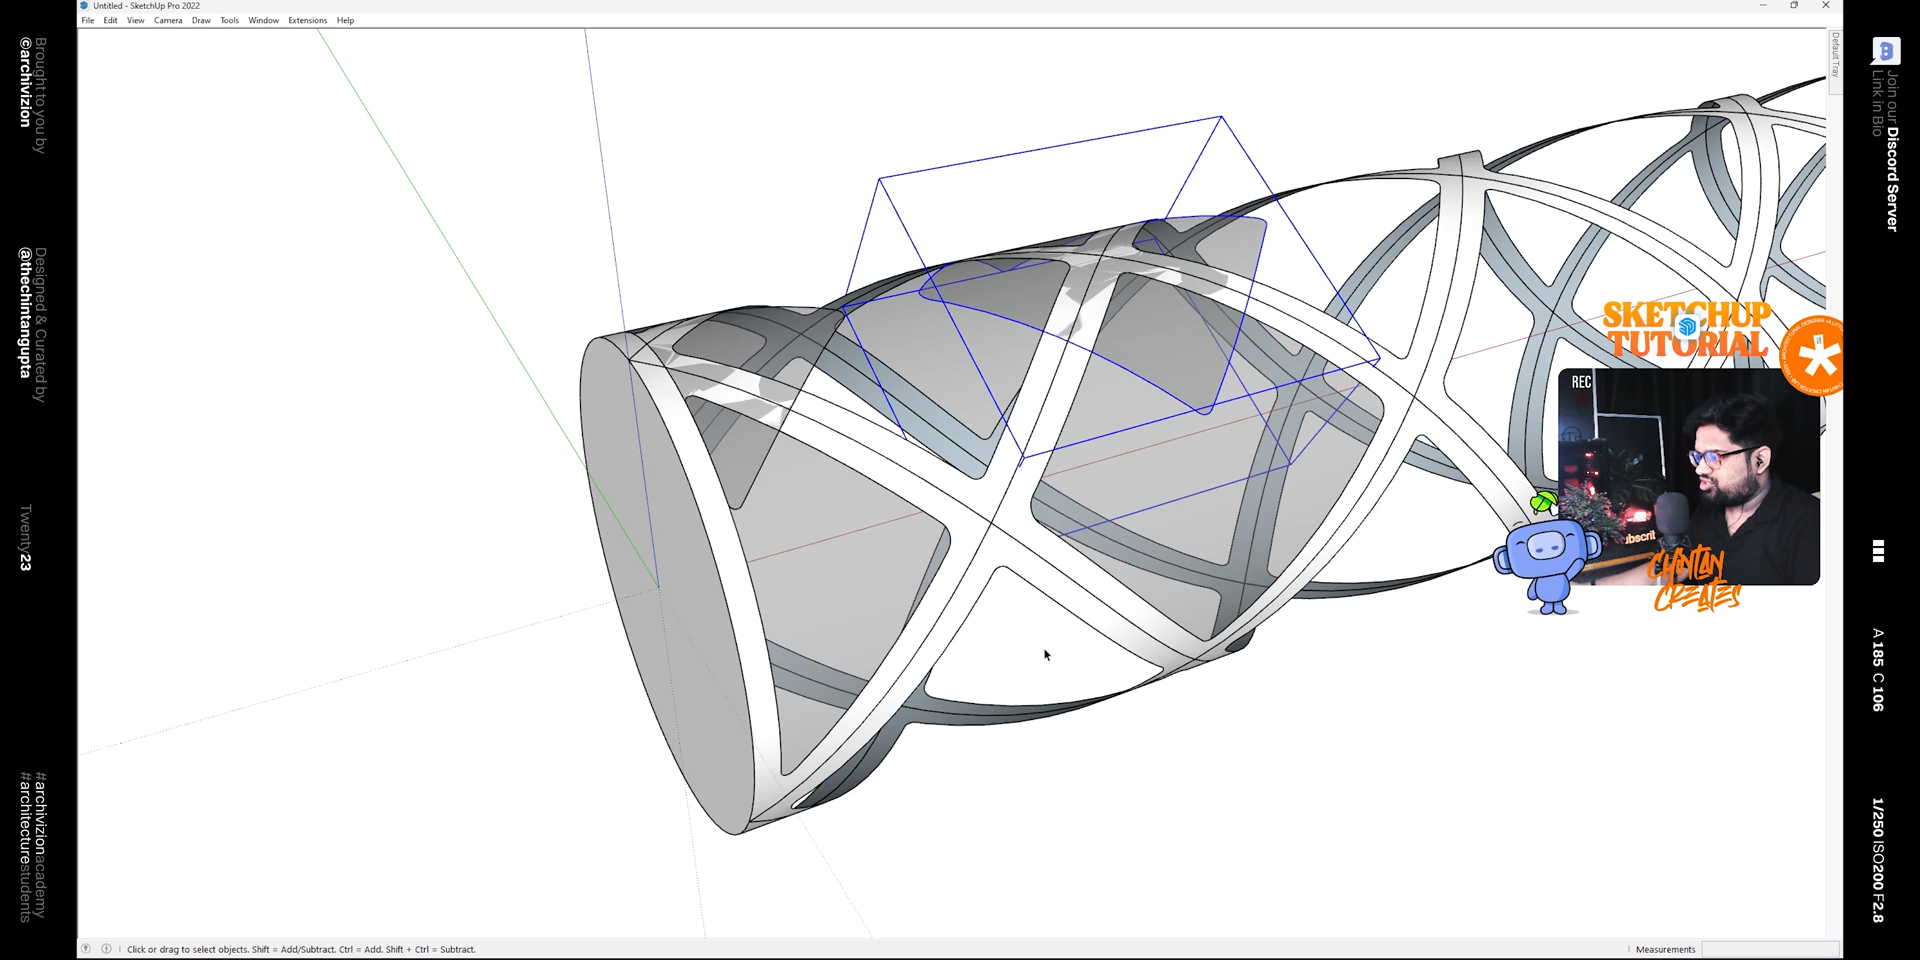 Untitled - SketchUp Pro 2022
File Edit View Camera Draw Tools Window Extensions Help
Default Tray
Brought to you by
@archivizion
Designed & Curated by
@thechintangupta
Twenty23
#archivizionacademy
#architecturestudents
Join our Discord Server
Link in Bio
SKETCHUP
TUTORIAL
REC
ubscri
CHINTAN
CREATES
A 185 C 106
1/250 ISO200 F2.8
Click or drag to select objects. Shift = Add/Subtract. Ctrl = Add. Shift + Ctrl = Subtract.
Measurements